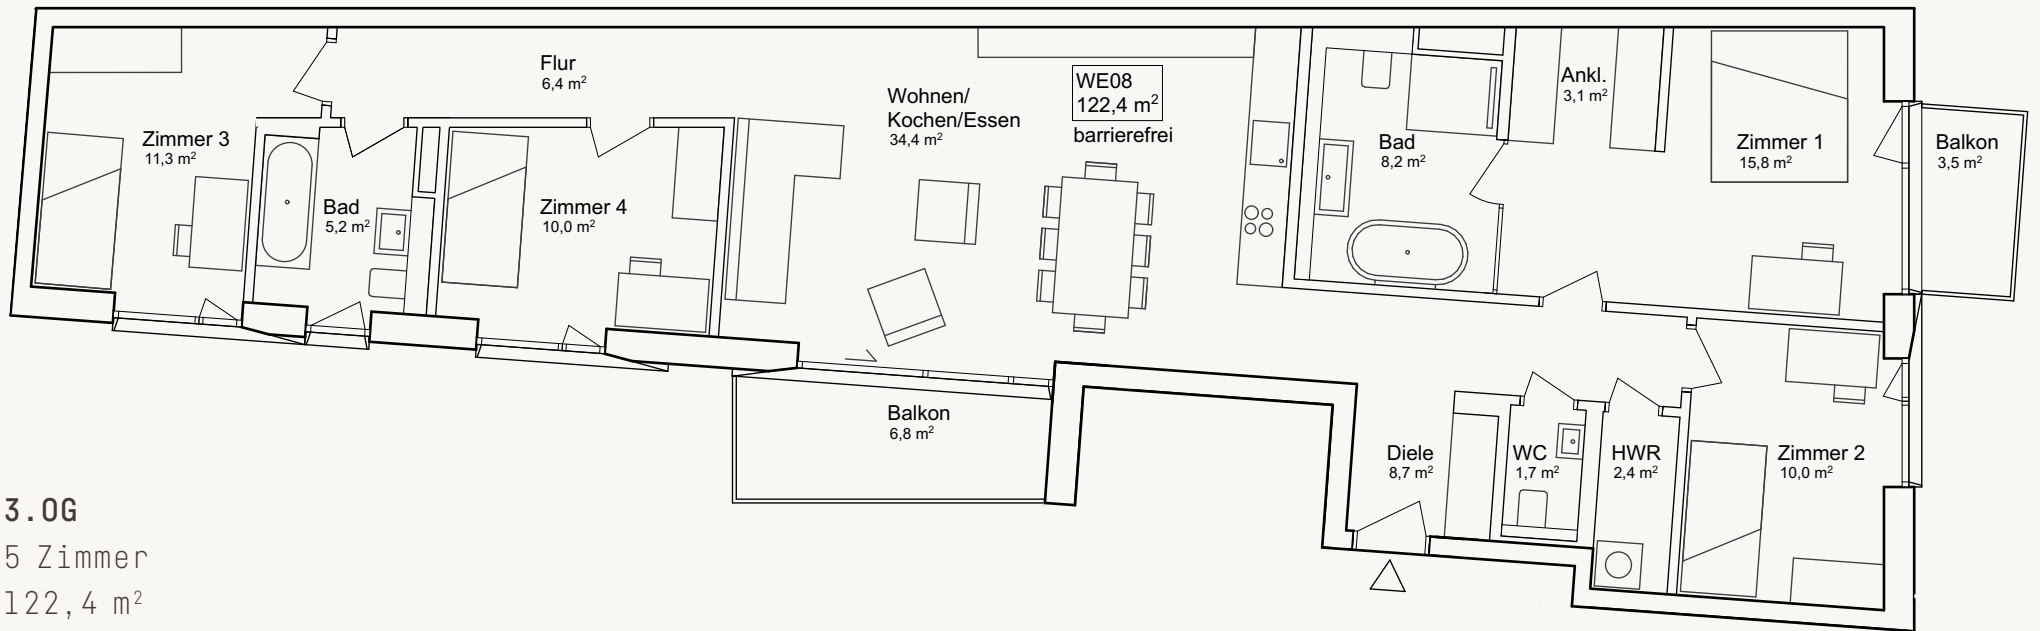 Flur
6,4 m²
Wohnen/
Kochen/Essen
34,4 m²
WE08
122,4 m²
barrierefrei
Ankl.
3,1 m²
Zimmer 3
11,3 m²
Bad
8,2 m²
Zimmer 1
15,8 m²
Balkon
3,5 m²
Bad
5,2 m²
Zimmer 4
10,0 m²
Balkon
6,8 m²
Diele
8,7 m²
WC
1,7 m²
HWR
2,4 m²
Zimmer 2
10,0 m²
3.OG
5 Zimmer
122,4 m²